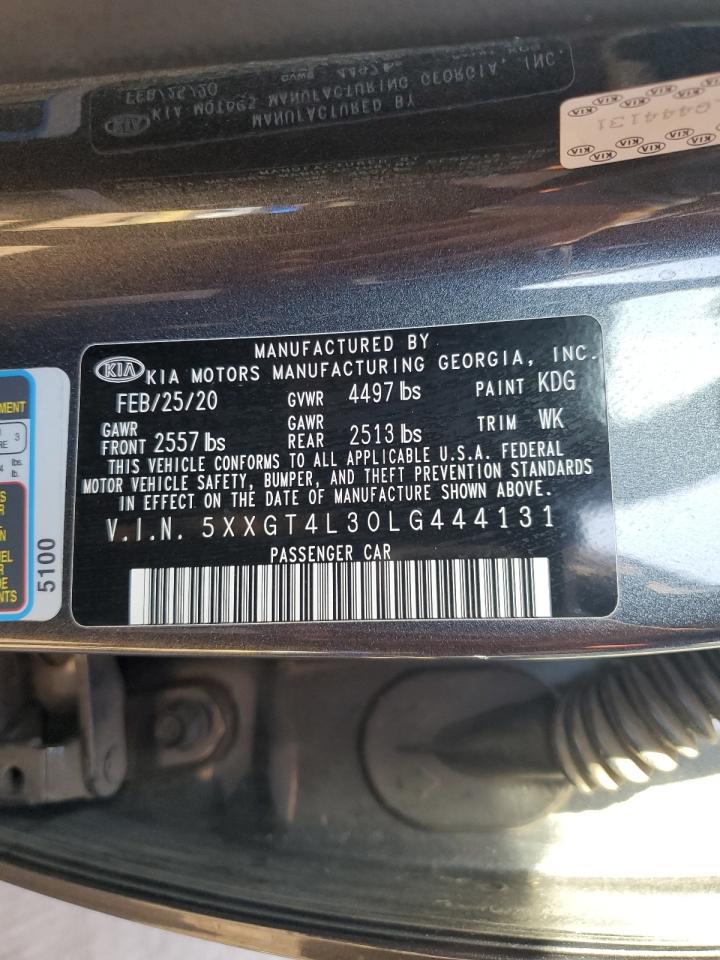 G444131
KIA
MANUFACTURED BY
KIA MOTORS MANUFACTURING GEORGIA, INC.
FEB/25/20 GVWR 4497 lbs PAINT KDG
GAWR FRONT 2557 lbs GAWR REAR 2513 lbs TRIM WK
THIS VEHICLE CONFORMS TO ALL APPLICABLE U.S.A. FEDERAL
MOTOR VEHICLE SAFETY, BUMPER, AND THEFT PREVENTION STANDARDS
IN EFFECT ON THE DATE OF MANUFACTURE SHOWN ABOVE.
V.I.N. 5XXGT4L30LG444131
PASSENGER CAR
5100